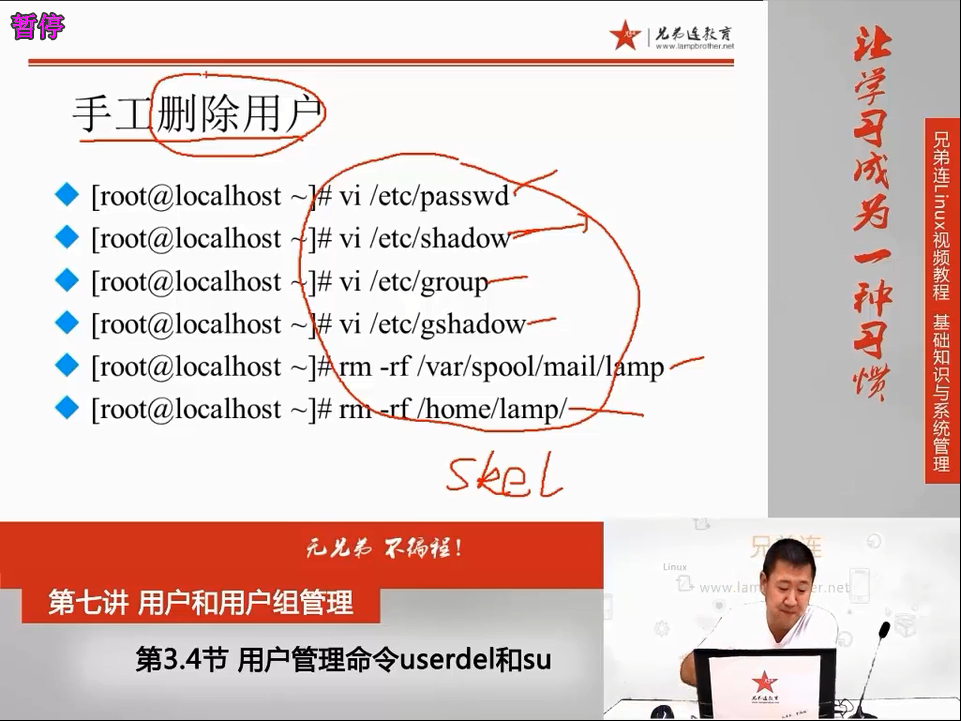 暂停
兄弟连教育
www.lampbrother.net
手工删除用户
[root@localhost ~]# vi /etc/passwd
[root@localhost ~]# vi /etc/shadow
[root@localhost ~]# vi /etc/group
[root@localhost ~]# vi /etc/gshadow
[root@localhost ~]# rm -rf /var/spool/mail/lamp
[root@localhost ~]# rm -rf /home/lamp/
skel
让学习成为一种习惯
兄弟连Linux视频教程 基础知识与系统管理
无兄弟 不编程!
第七讲 用户和用户组管理
第3.4节 用户管理命令userdel和su
兄弟连
Linux